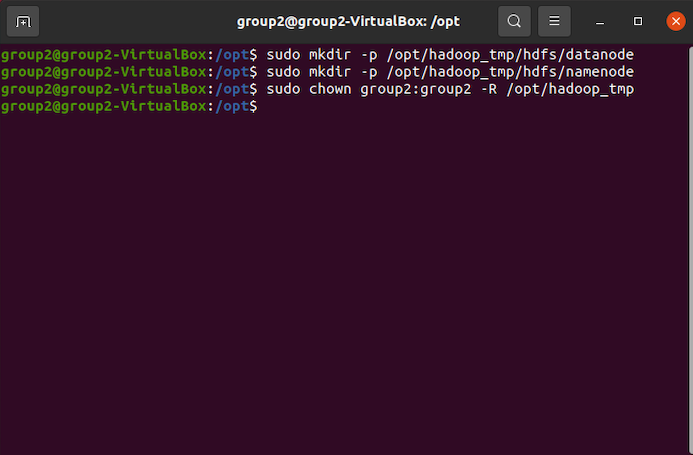 group2@group2-VirtualBox: /opt
group2@group2-VirtualBox:/opt$ sudo mkdir -p /opt/hadoop_tmp/hdfs/datanode
group2@group2-VirtualBox:/opt$ sudo mkdir -p /opt/hadoop_tmp/hdfs/namenode
group2@group2-VirtualBox:/opt$ sudo chown group2:group2 -R /opt/hadoop_tmp
group2@group2-VirtualBox:/opt$